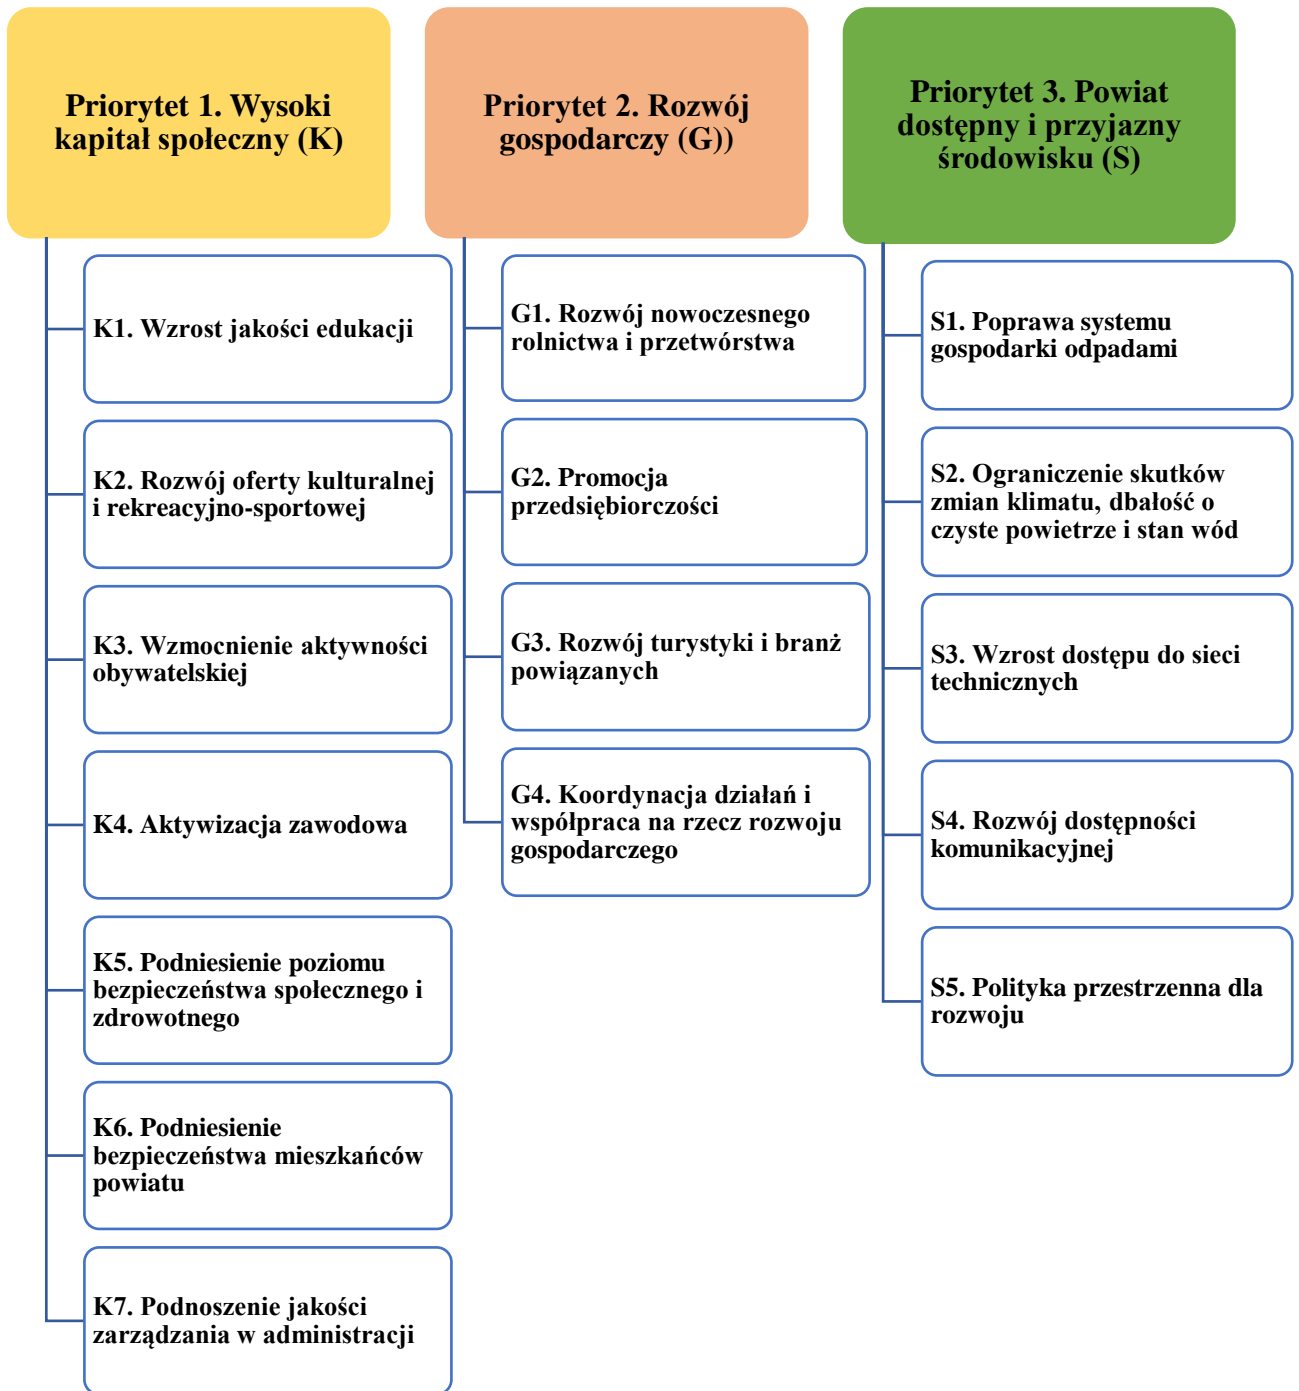 Priorytet 1. Wysoki
kapitał społeczny (K)
K1. Wzrost jakości edukacji
K2. Rozwój oferty kulturalnej
i rekreacyjno-sportowej
K3. Wzmocnienie aktywności
obywatelskiej
K4. Aktywizacja zawodowa
K5. Podniesienie poziomu
bezpieczeństwa społecznego i
zdrowotnego
K6. Podniesienie
bezpieczeństwa mieszkańców
powiatu
K7. Podnoszenie jakości
zarządzania w administracji
Priorytet 2. Rozwój
gospodarczy (G))
G1. Rozwój nowoczesnego
rolnictwa i przetwórstwa
G2. Promocja
przedsiębiorczości
G3. Rozwój turystyki i branż
powiązanych
G4. Koordynacja działań i
współpraca na rzecz rozwoju
gospodarczego
Priorytet 3. Powiat
dostępny i przyjazny
środowisku (S)
S1. Poprawa systemu
gospodarki odpadami
S2. Ograniczenie skutków
zmian klimatu, dbałość o
czyste powietrze i stan wód
S3. Wzrost dostępu do sieci
technicznych
S4. Rozwój dostępności
komunikacyjnej
S5. Polityka przestrzenna dla
rozwoju